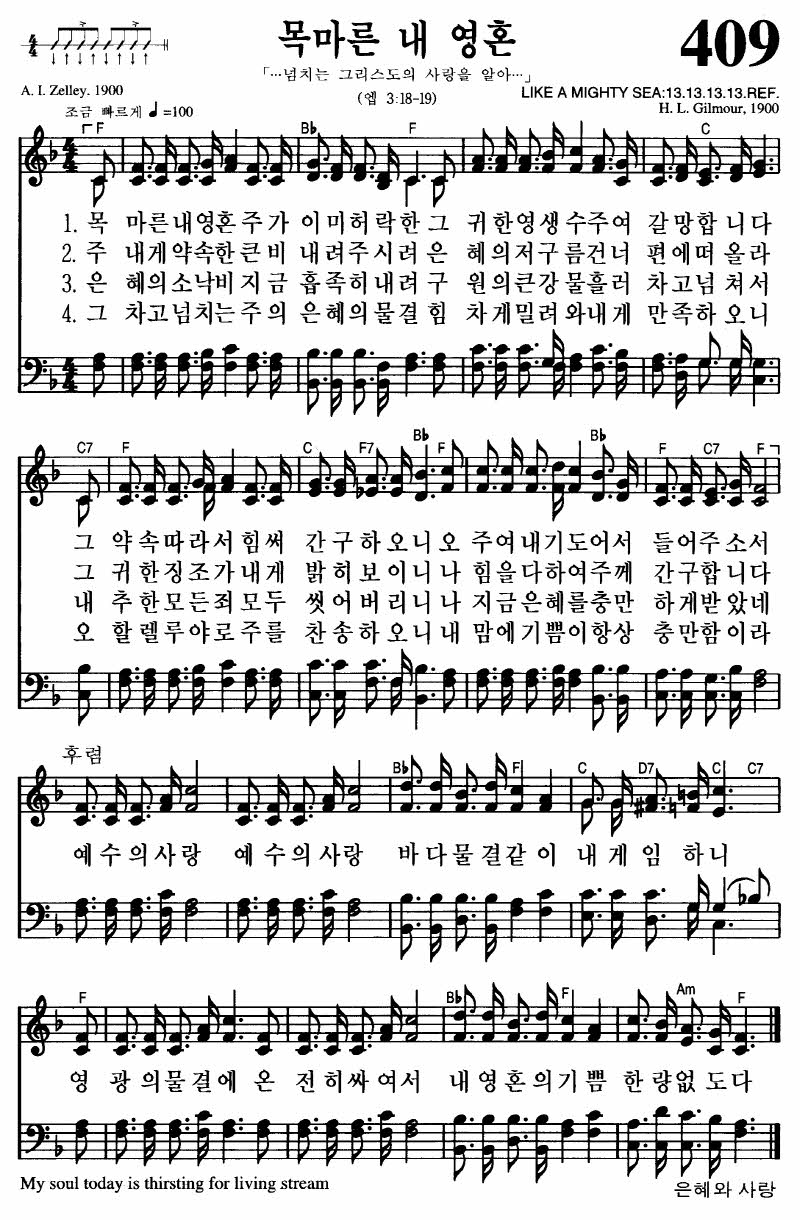 목마른 내 영혼
409
「…넘치는 그리스도의 사랑을 알아…」
A. I. Zelley. 1900
(엡 3:18-19)
LIKE A MIGHTY SEA:13.13.13.13.REF.
조금 빠르게 ♩=100
H. L. Gilmour, 1900
F Bb F C
1. 목 마른내영혼주가 이미허락한그 귀한영생수주여 갈망합니다
2. 주 내게약속한큰비 내려주시려은 혜의저구름건너 편에떠올라
3. 은 혜의소낙비지금 흡족히내려구 원의큰강물흘러 차고넘쳐서
4. 그 차고넘치는주의 은혜의물결힘 차게밀려와내게 만족하오니
C7 F C F7 Bb F Bb F C7 F
그 약속따라서힘써 간구하오니오 주여내기도어서 들어주소서
그 귀한징조가내게 밝히보이니나 힘을다하여주께 간구합니다
내 추한모든죄모두 씻어버리니나 지금은혜를충만 하게받았네
오 할렐루야로주를 찬송하오니내 맘에기쁨이항상 충만함이라
후렴
Bb F C D7 C C7
예수의사랑 예수의사랑 바다물결같이 내게임하니
F Bb F Am F
영 광의물결에온 전히싸여서 내영혼의기쁨 한량없도다
My soul today is thirsting for living stream
은혜와 사랑